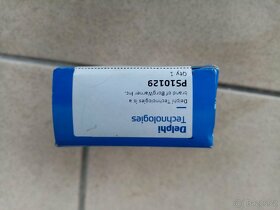 Delphi
Technologies
Delphi Technologies is a
brand of BorgWarner Inc.
PS10129
Qty 1